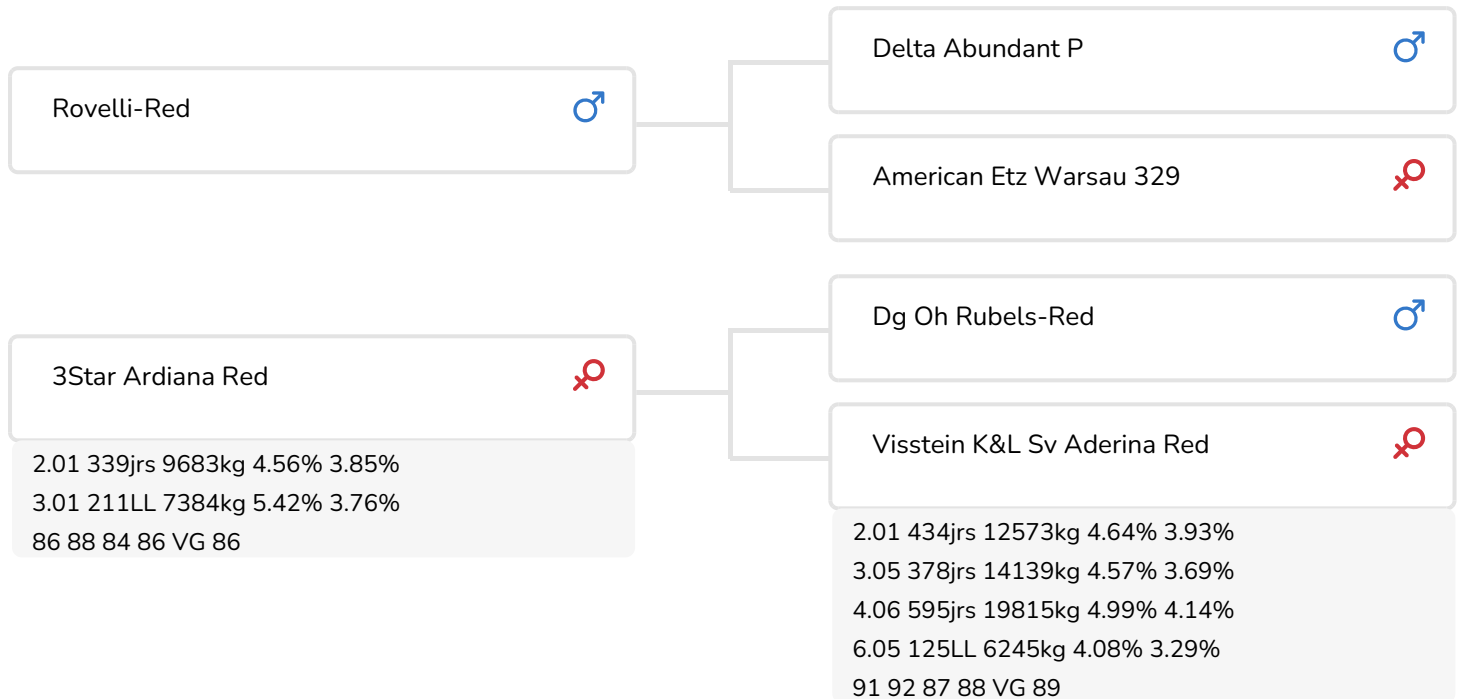 Rovelli-Red
Delta Abundant P
American Etz Warsau 329
3Star Ardiana Red
2.01 339jrs 9683kg 4.56% 3.85%
3.01 211LL 7384kg 5.42% 3.76%
86 88 84 86 VG 86
Dg Oh Rubels-Red
Visstein K&L Sv Aderina Red
2.01 434jrs 12573kg 4.64% 3.93%
3.05 378jrs 14139kg 4.57% 3.69%
4.06 595jrs 19815kg 4.99% 4.14%
6.05 125LL 6245kg 4.08% 3.29%
91 92 87 88 VG 89